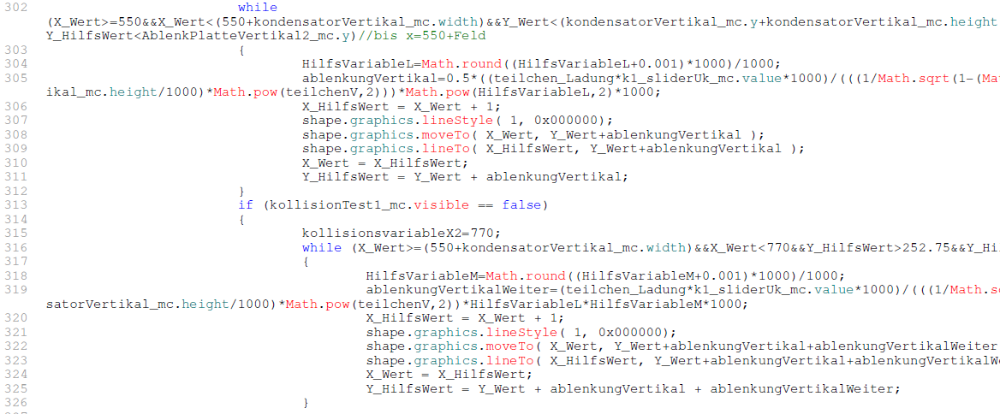 302 while
(X_Wert>=550&&X_Wert<(550+kondensatorVertikal_mc.width)&&Y_Wert<(kondensatorVertikal_mc.y+kondensatorVertikal_mc.height
Y_HilfsWert<AblenkPlatteVertikal2_mc.y)//bis x=550+Feld
303 {
304 HilfsVariableL=Math.round((HilfsVariableL+0.001)*1000)/1000;
305 ablenkungVertikal=0.5*((teilchen_Ladung*k1_sliderUk_mc.value*1000)/(((1/Math.sqrt(1-(Ma
ikal_mc.height/1000)*Math.pow(teilchenV,2)))*Math.pow(HilfsVariableL,2)*1000;
306 X_HilfsWert = X_Wert + 1;
307 shape.graphics.lineStyle( 1, 0x000000);
308 shape.graphics.moveTo( X_Wert, Y_Wert+ablenkungVertikal );
309 shape.graphics.lineTo( X_HilfsWert, Y_Wert+ablenkungVertikal );
310 X_Wert = X_HilfsWert;
311 Y_HilfsWert = Y_Wert + ablenkungVertikal;
312 }
313 if (kollisionTest1_mc.visible == false)
314 {
315 kollisionsvariableX2=770;
316 while (X_Wert>=(550+kondensatorVertikal_mc.width)&&X_Wert<770&&Y_HilfsWert>252.75&&Y_Hi
317 {
318 HilfsVariableM=Math.round((HilfsVariableM+0.001)*1000)/1000;
319 ablenkungVertikalWeiter=(teilchen_Ladung*k1_sliderUk_mc.value*1000)/(((1/Math.sq
satorVertikal_mc.height/1000)*Math.pow(teilchenV,2))*HilfsVariableL*HilfsVariableM*1000;
320 X_HilfsWert = X_Wert + 1;
321 shape.graphics.lineStyle( 1, 0x000000);
322 shape.graphics.moveTo( X_Wert, Y_Wert+ablenkungVertikal+ablenkungVertikalWeiter
323 shape.graphics.lineTo( X_HilfsWert, Y_Wert+ablenkungVertikal+ablenkungVertikalWe
324 X_Wert = X_HilfsWert;
325 Y_HilfsWert = Y_Wert + ablenkungVertikal + ablenkungVertikalWeiter;
326 }